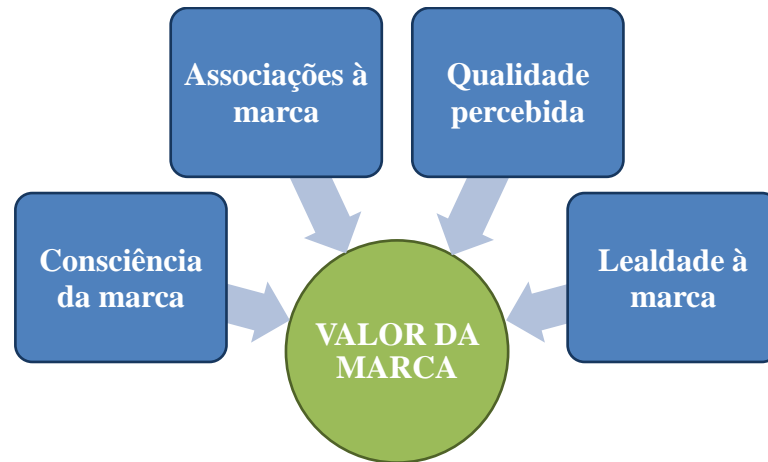 Associações à
marca
Qualidade
percebida
Consciência
da marca
Lealdade à
marca
VALOR DA
MARCA